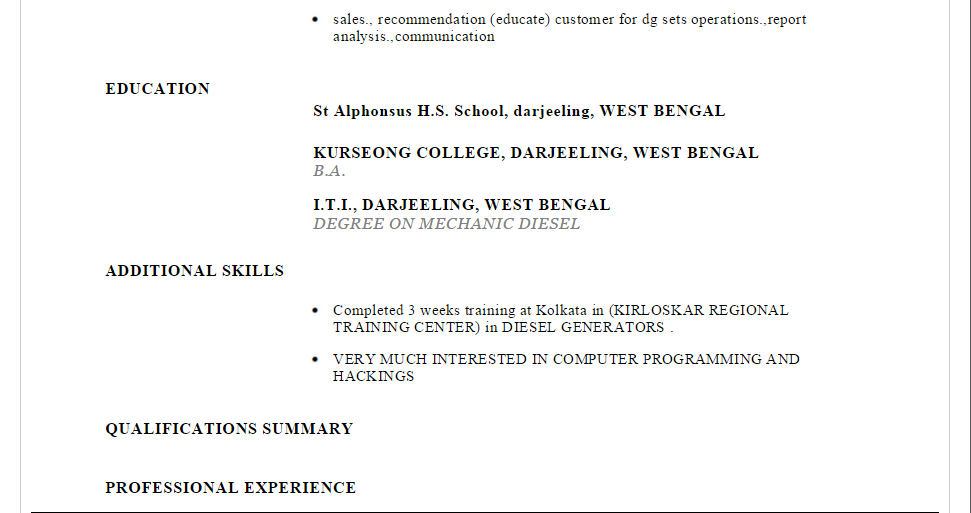 sales., recommendation (educate) customer for dg sets operations.,report
analysis.,communication
EDUCATION
St Alphonsus H.S. School, darjeeling, WEST BENGAL
KURSEONG COLLEGE, DARJEELING, WEST BENGAL
B.A.
I.T.I., DARJEELING, WEST BENGAL
DEGREE ON MECHANIC DIESEL
ADDITIONAL SKILLS
Completed 3 weeks training at Kolkata in (KIRLOSKAR REGIONAL
TRAINING CENTER) in DIESEL GENERATORS .
VERY MUCH INTERESTED IN COMPUTER PROGRAMMING AND
HACKINGS
QUALIFICATIONS SUMMARY
PROFESSIONAL EXPERIENCE